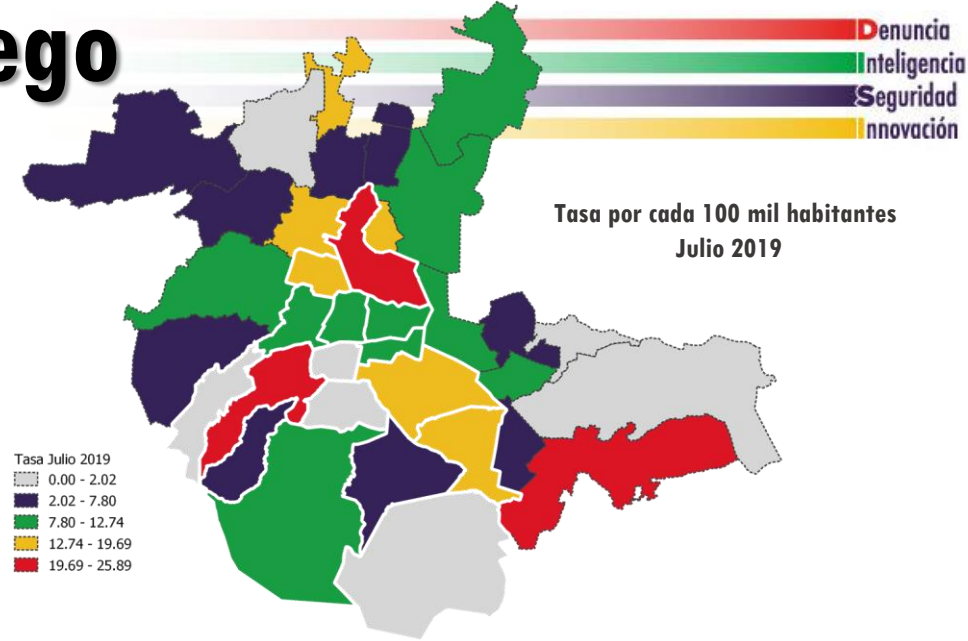 ego
Denuncia
Inteligencia
Seguridad
Innovación
Tasa por cada 100 mil habitantes
Julio 2019
Tasa Julio 2019
0.00 - 2.02
2.02 - 7.80
7.80 - 12.74
12.74 - 19.69
19.69 - 25.89